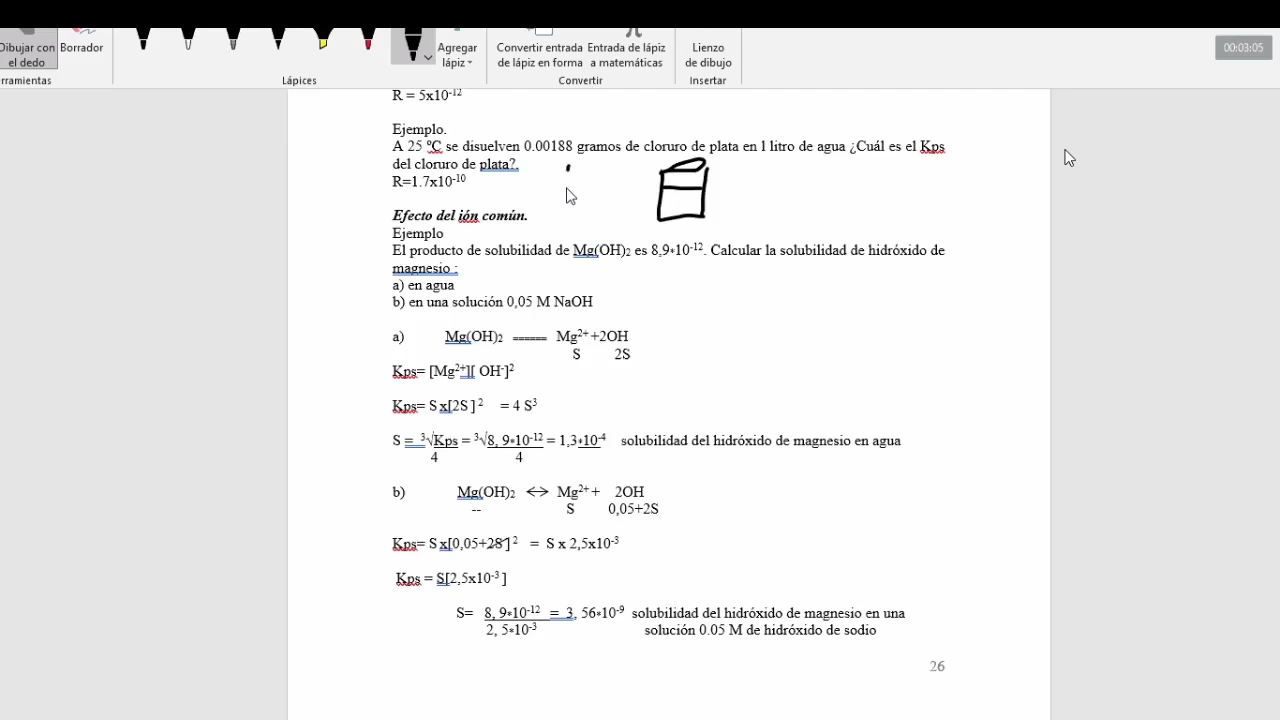 Dibujar con el dedo
Borrador
Agregar lápiz
Convertir entrada de lápiz en forma
Entrada de lápiz a matemáticas
Lienzo de dibujo
00:03:05
rramientas
Lápices
Convertir
Insertar
R = 5x10⁻¹²
Ejemplo.
A 25 ºC se disuelven 0.00188 gramos de cloruro de plata en 1 litro de agua ¿Cuál es el Kps
del cloruro de plata?.
R=1.7x10⁻¹⁰
Efecto del ión común.
Ejemplo
El producto de solubilidad de Mg(OH)₂ es 8,9*10⁻¹². Calcular la solubilidad de hidróxido de
magnesio :
a) en agua
b) en una solución 0,05 M NaOH
a) Mg(OH)₂ ====== Mg²⁺ +2OH
S 2S
Kps= [Mg²⁺][ OH⁻]²
Kps= S x[2S ]² = 4 S³
S = ³√Kps = ³√8, 9*10⁻¹² = 1,3*10⁻⁴ solubilidad del hidróxido de magnesio en agua
4 4
b) Mg(OH)₂ <-> Mg²⁺ + 2OH
-- S 0,05+2S
Kps= S x[0,05+2S ]² = S x 2,5x10⁻³
Kps = S[2,5x10⁻³ ]
S= 8, 9*10⁻¹² = 3, 56*10⁻⁹ solubilidad del hidróxido de magnesio en una
2, 5*10⁻³ solución 0.05 M de hidróxido de sodio
26